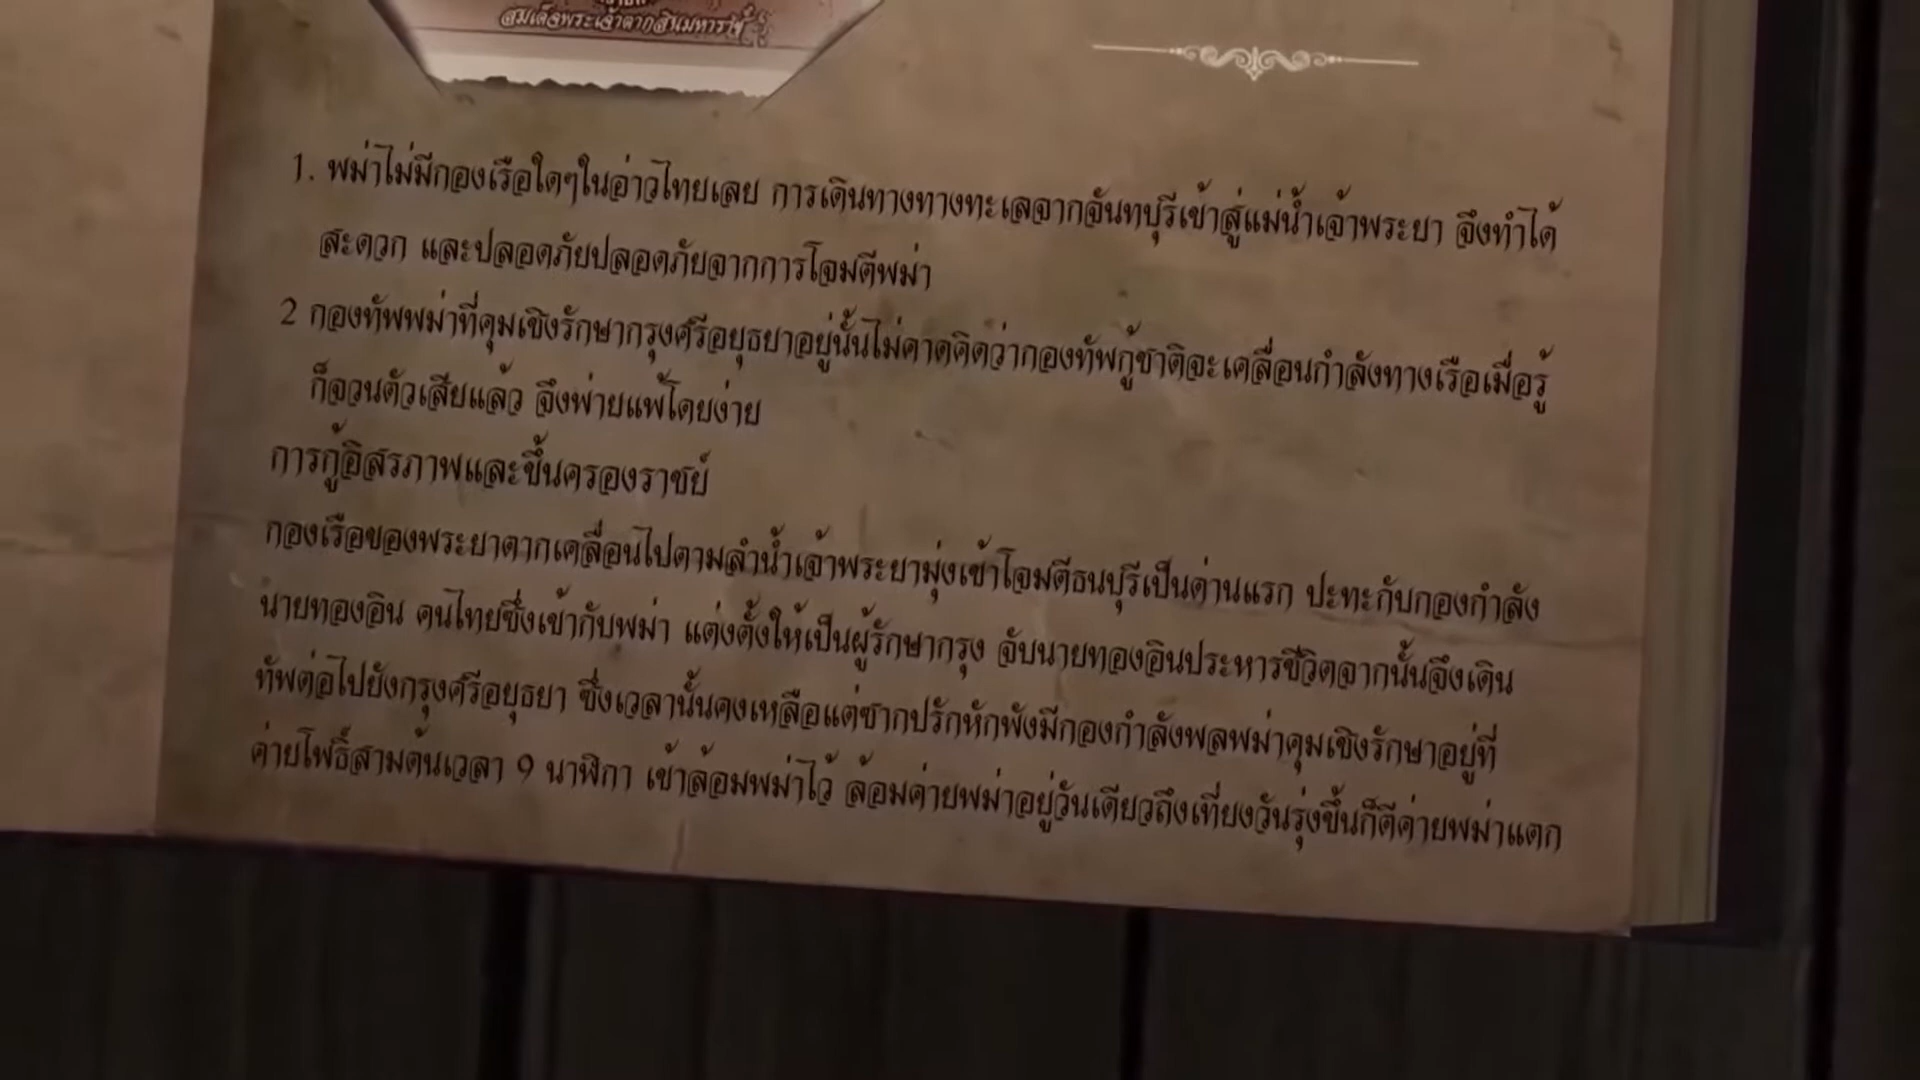 สมเด็จพระเจ้าตากสินมหาราช
1. พม่าไม่มีกองเรือใดๆในอ่าวไทยเลย การเดินทางทางทะเลจากจันทบุรีเข้าสู่แม่น้ำเจ้าพระยา จึงทำได้
สะดวก และปลอดภัยปลอดภัยจากการโจมตีพม่า
2 กองทัพพม่าที่คุมเชิงรักษากรุงศรีอยุธยาอยู่นั้นไม่คาดคิดว่ากองทัพกู้ชาติจะเคลื่อนกำลังทางเรือเมื่อรู้
ก็จวนตัวเสียแล้ว จึงพ่ายแพ้โดยง่าย
การกู้อิสรภาพและขึ้นครองราชย์
กองเรือของพระยาตากเคลื่อนไปตามลำน้ำเจ้าพระยามุ่งเข้าโจมตีธนบุรีเป็นด่านแรก ปะทะกับกองกำลัง
นายทองอิน คนไทยซึ่งเข้ากับพม่า แต่งตั้งให้เป็นผู้รักษากรุง จับนายทองอินประหารชีวิตจากนั้นจึงเดิน
ทัพต่อไปยังกรุงศรีอยุธยา ซึ่งเวลานั้นคงเหลือแต่ซากปรักหักพังมีกองกำลังพลพม่าคุมเชิงรักษาอยู่ที่
ค่ายโพธิ์สามต้นเวลา 9 นาฬิกา เข้าล้อมพม่าไว้ ล้อมค่ายพม่าอยู่วันเดียวถึงเที่ยงวันรุ่งขึ้นก็ตีค่ายพม่าแตก